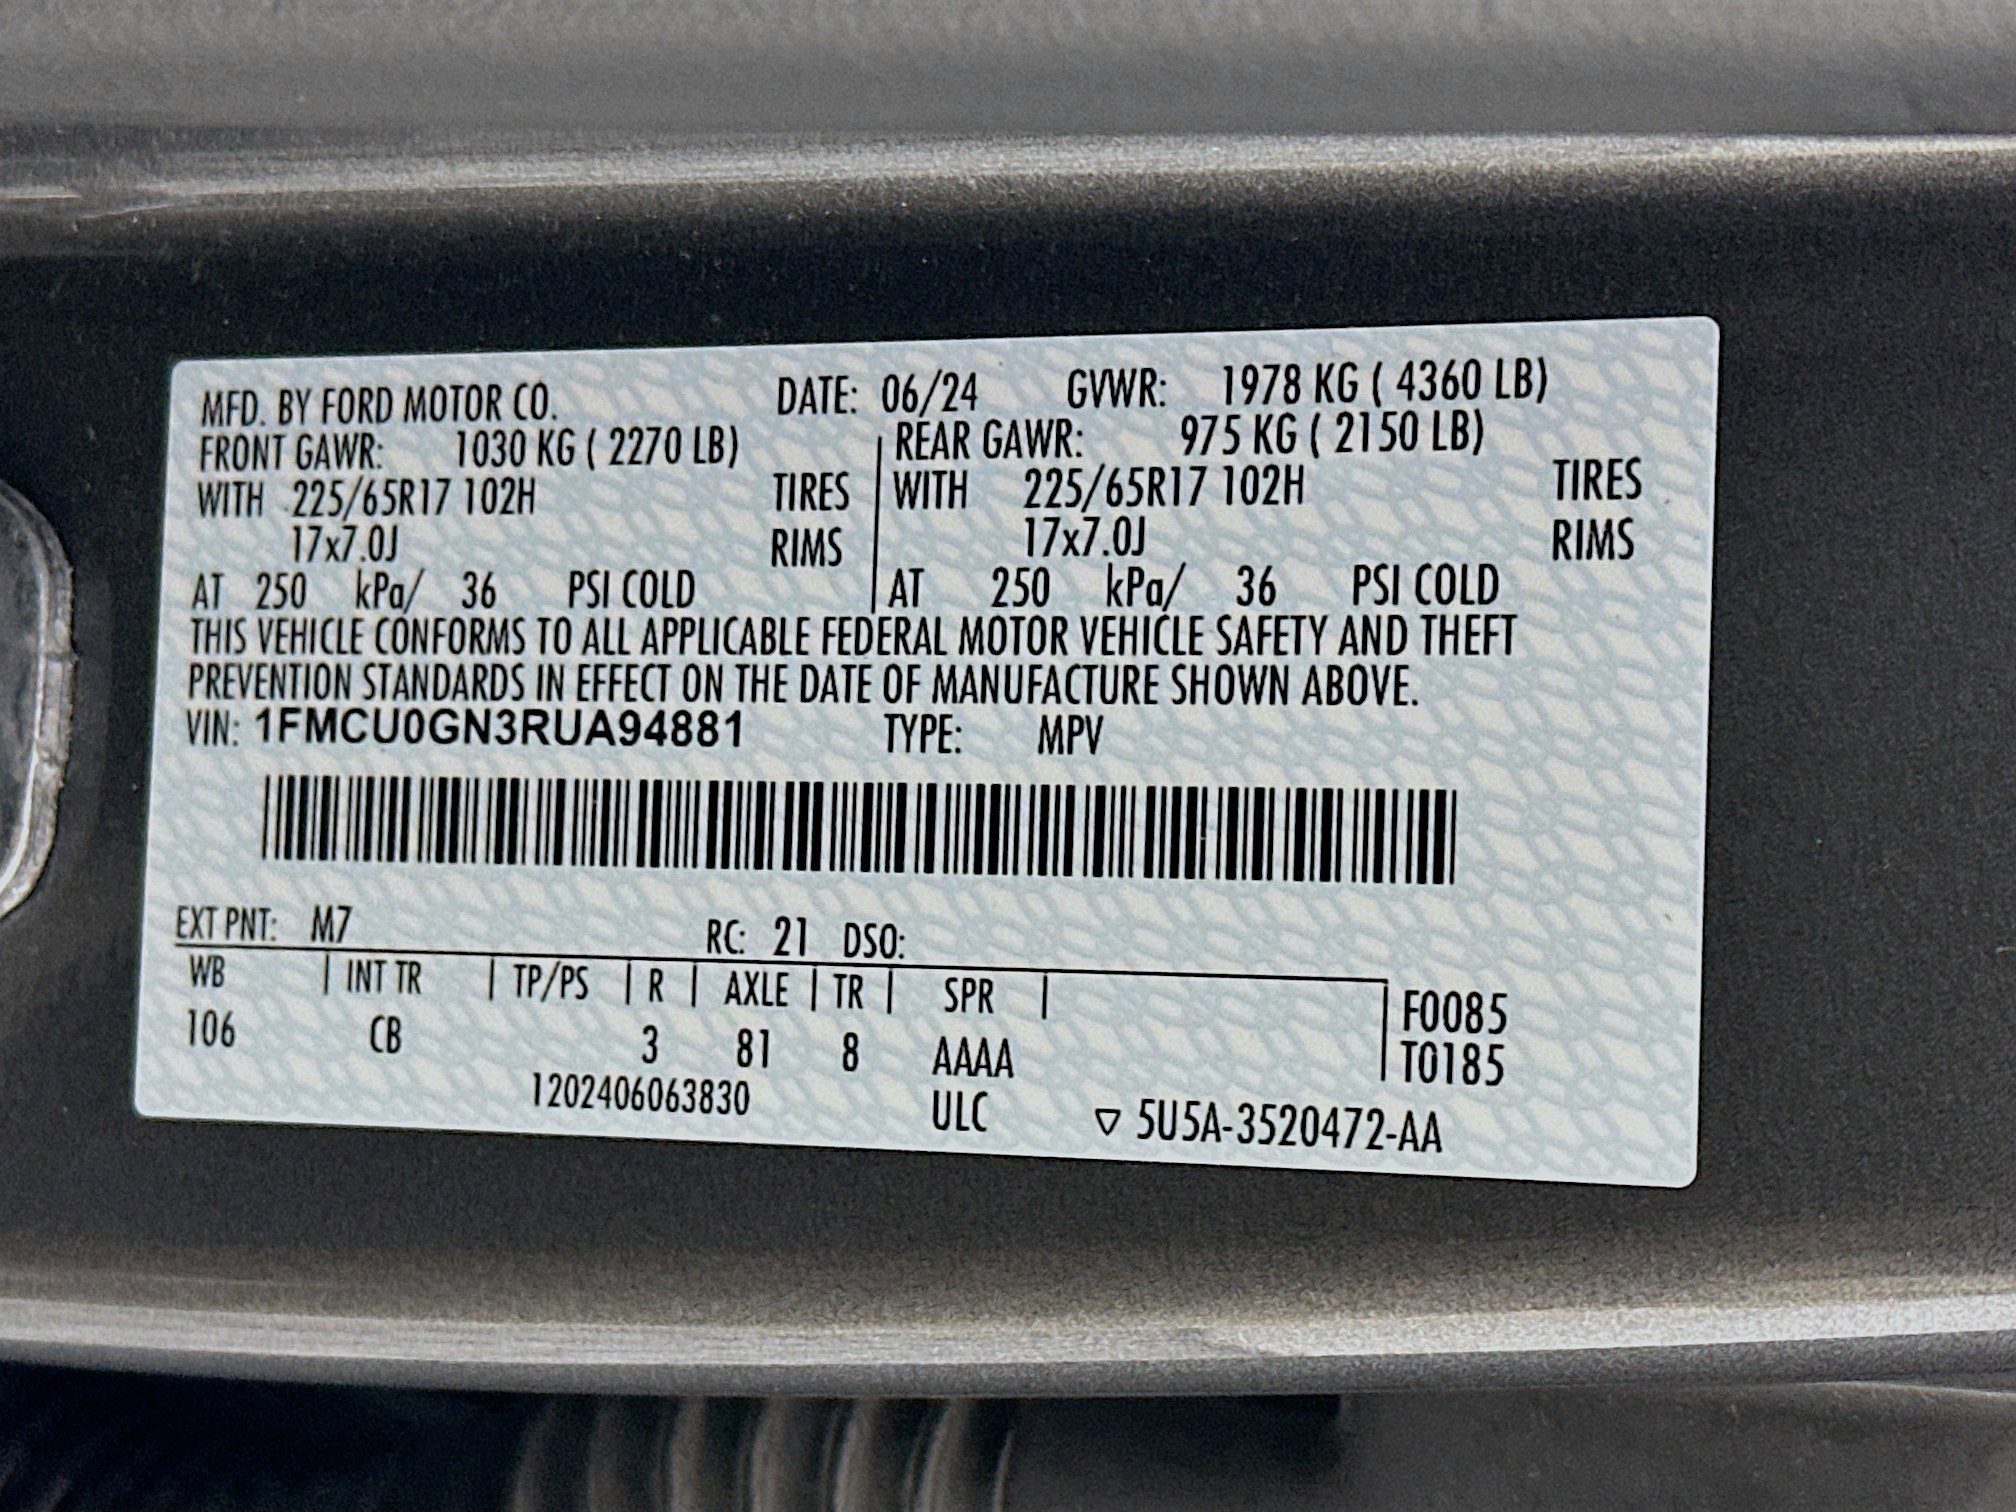 MFD. BY FORD MOTOR CO. DATE: 06/24 GVWR: 1978 KG ( 4360 LB)
FRONT GAWR: 1030 KG ( 2270 LB) REAR GAWR: 975 KG ( 2150 LB)
WITH 225/65R17 102H TIRES WITH 225/65R17 102H TIRES
17x7.0J RIMS 17x7.0J RIMS
AT 250 kPa/ 36 PSI COLD AT 250 kPa/ 36 PSI COLD
THIS VEHICLE CONFORMS TO ALL APPLICABLE FEDERAL MOTOR VEHICLE SAFETY AND THEFT
PREVENTION STANDARDS IN EFFECT ON THE DATE OF MANUFACTURE SHOWN ABOVE.
VIN: 1FMCU0GN3RUA94881 TYPE: MPV
EXT PNT: M7 RC: 21 DSO:
WB | INT TR | TP/PS | R | AXLE | TR | SPR | F0085
106 CB 3 81 8 AAAA T0185
1202406063830 ULC ▽ 5U5A-3520472-AA